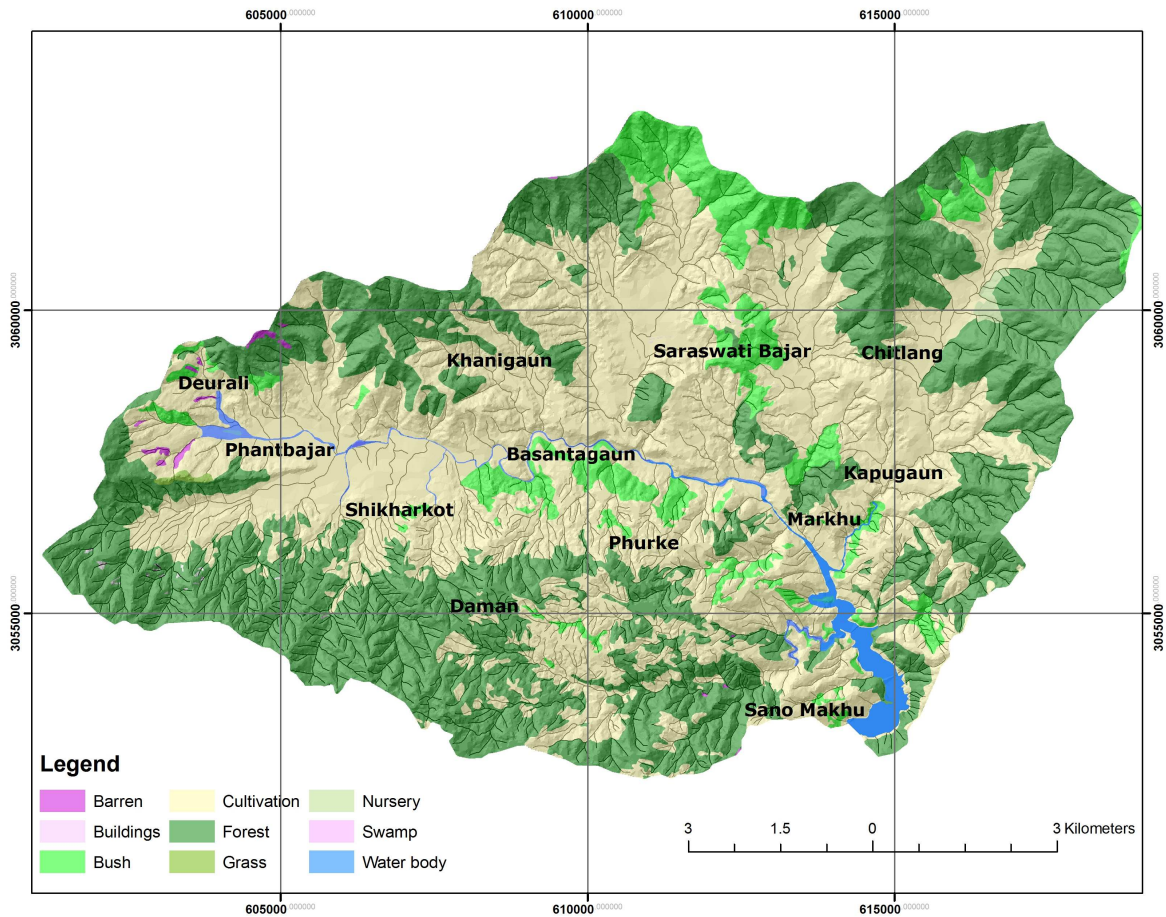 605000.000000 610000.000000 615000.000000
3060000.000000 3060000.000000
Khanigaun Saraswati Bajar Chitlang
Deurali
Phantbajar Basantagaun
Kapugaun
Shikharkot Markhu
Phurke
Daman
3055000.000000 3055000.000000
Sano Makhu
Legend
Barren Cultivation Nursery
Buildings Forest Swamp
Bush Grass Water body
3 1.5 0 3 Kilometers
605000.000000 610000.000000 615000.000000